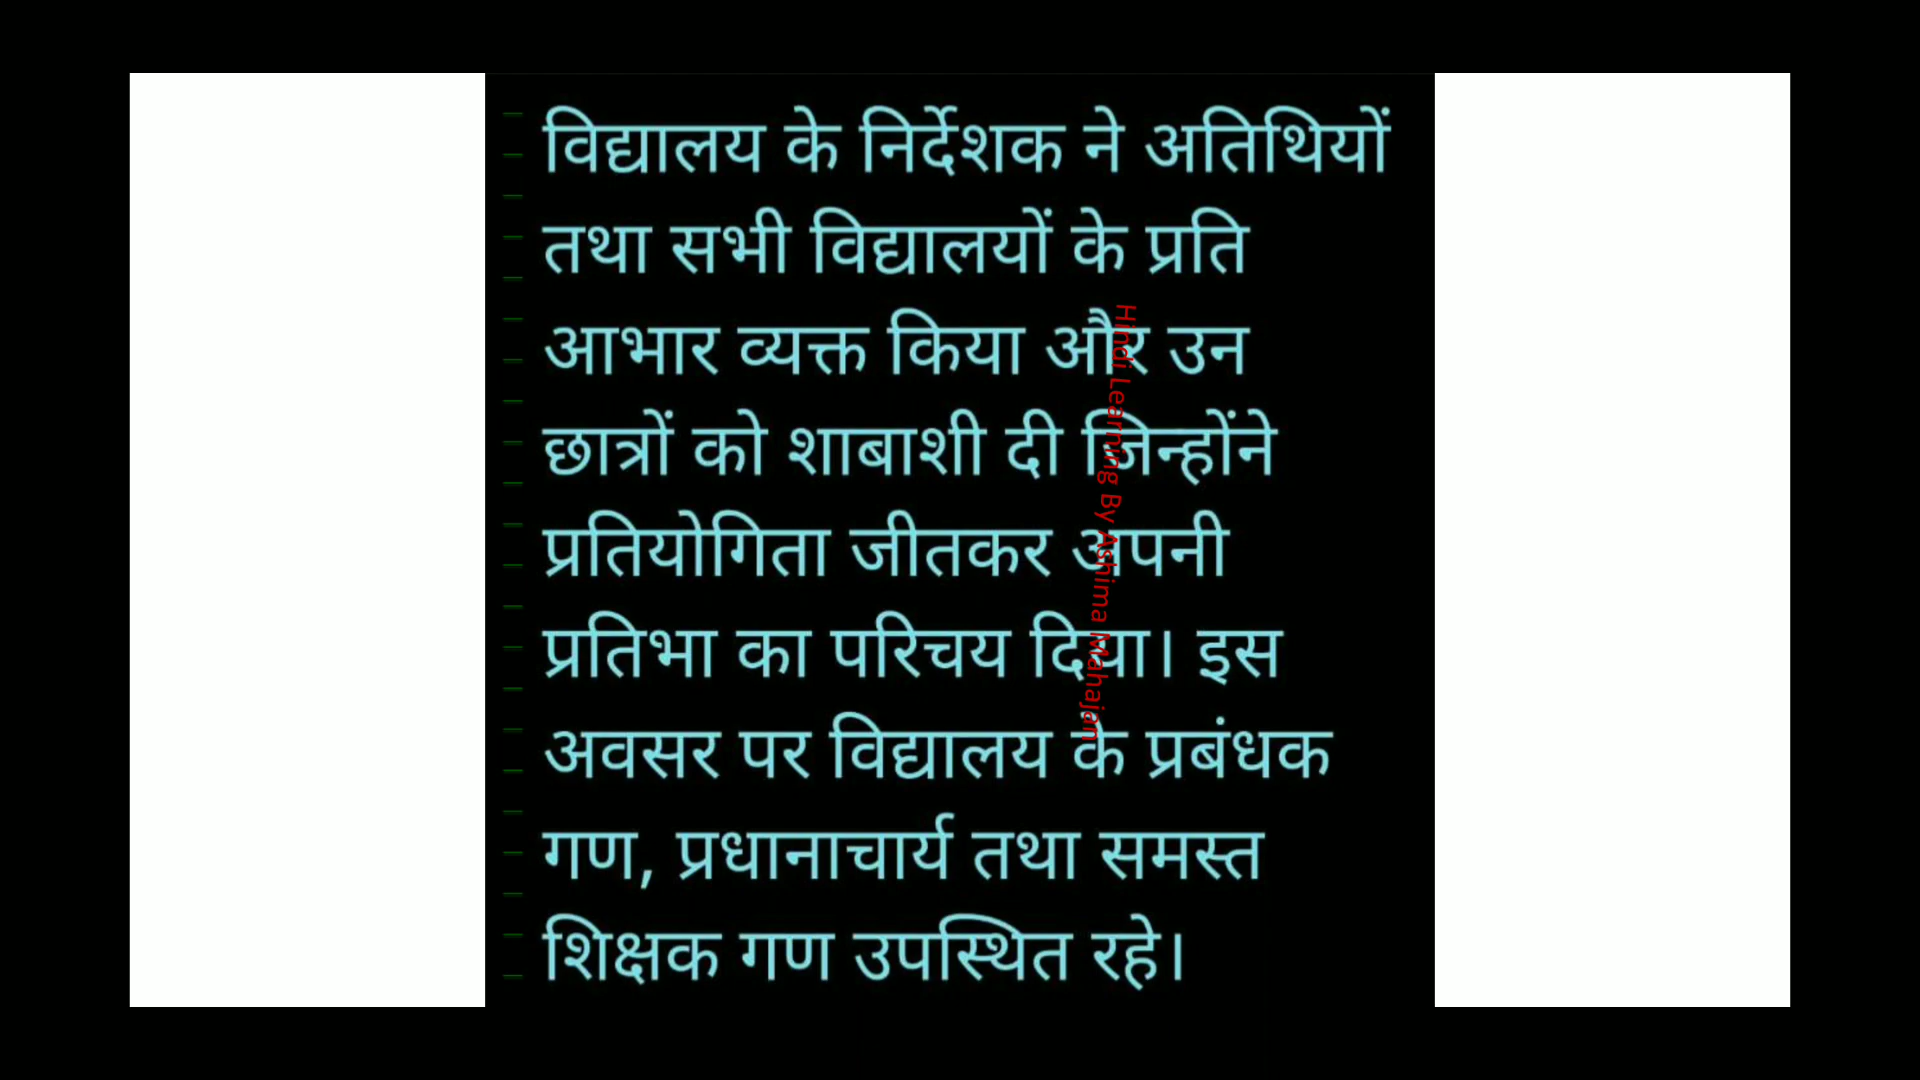 विद्यालय के निर्देशक ने अतिथियों
तथा सभी विद्यालयों के प्रति
आभार व्यक्त किया और उन
छात्रों को शाबाशी दी जिन्होंने
प्रतियोगिता जीतकर अपनी
प्रतिभा का परिचय दिया। इस
अवसर पर विद्यालय के प्रबंधक
गण, प्रधानाचार्य तथा समस्त
शिक्षक गण उपस्थित रहे।
Hindi Learning By Ashima Mahajan